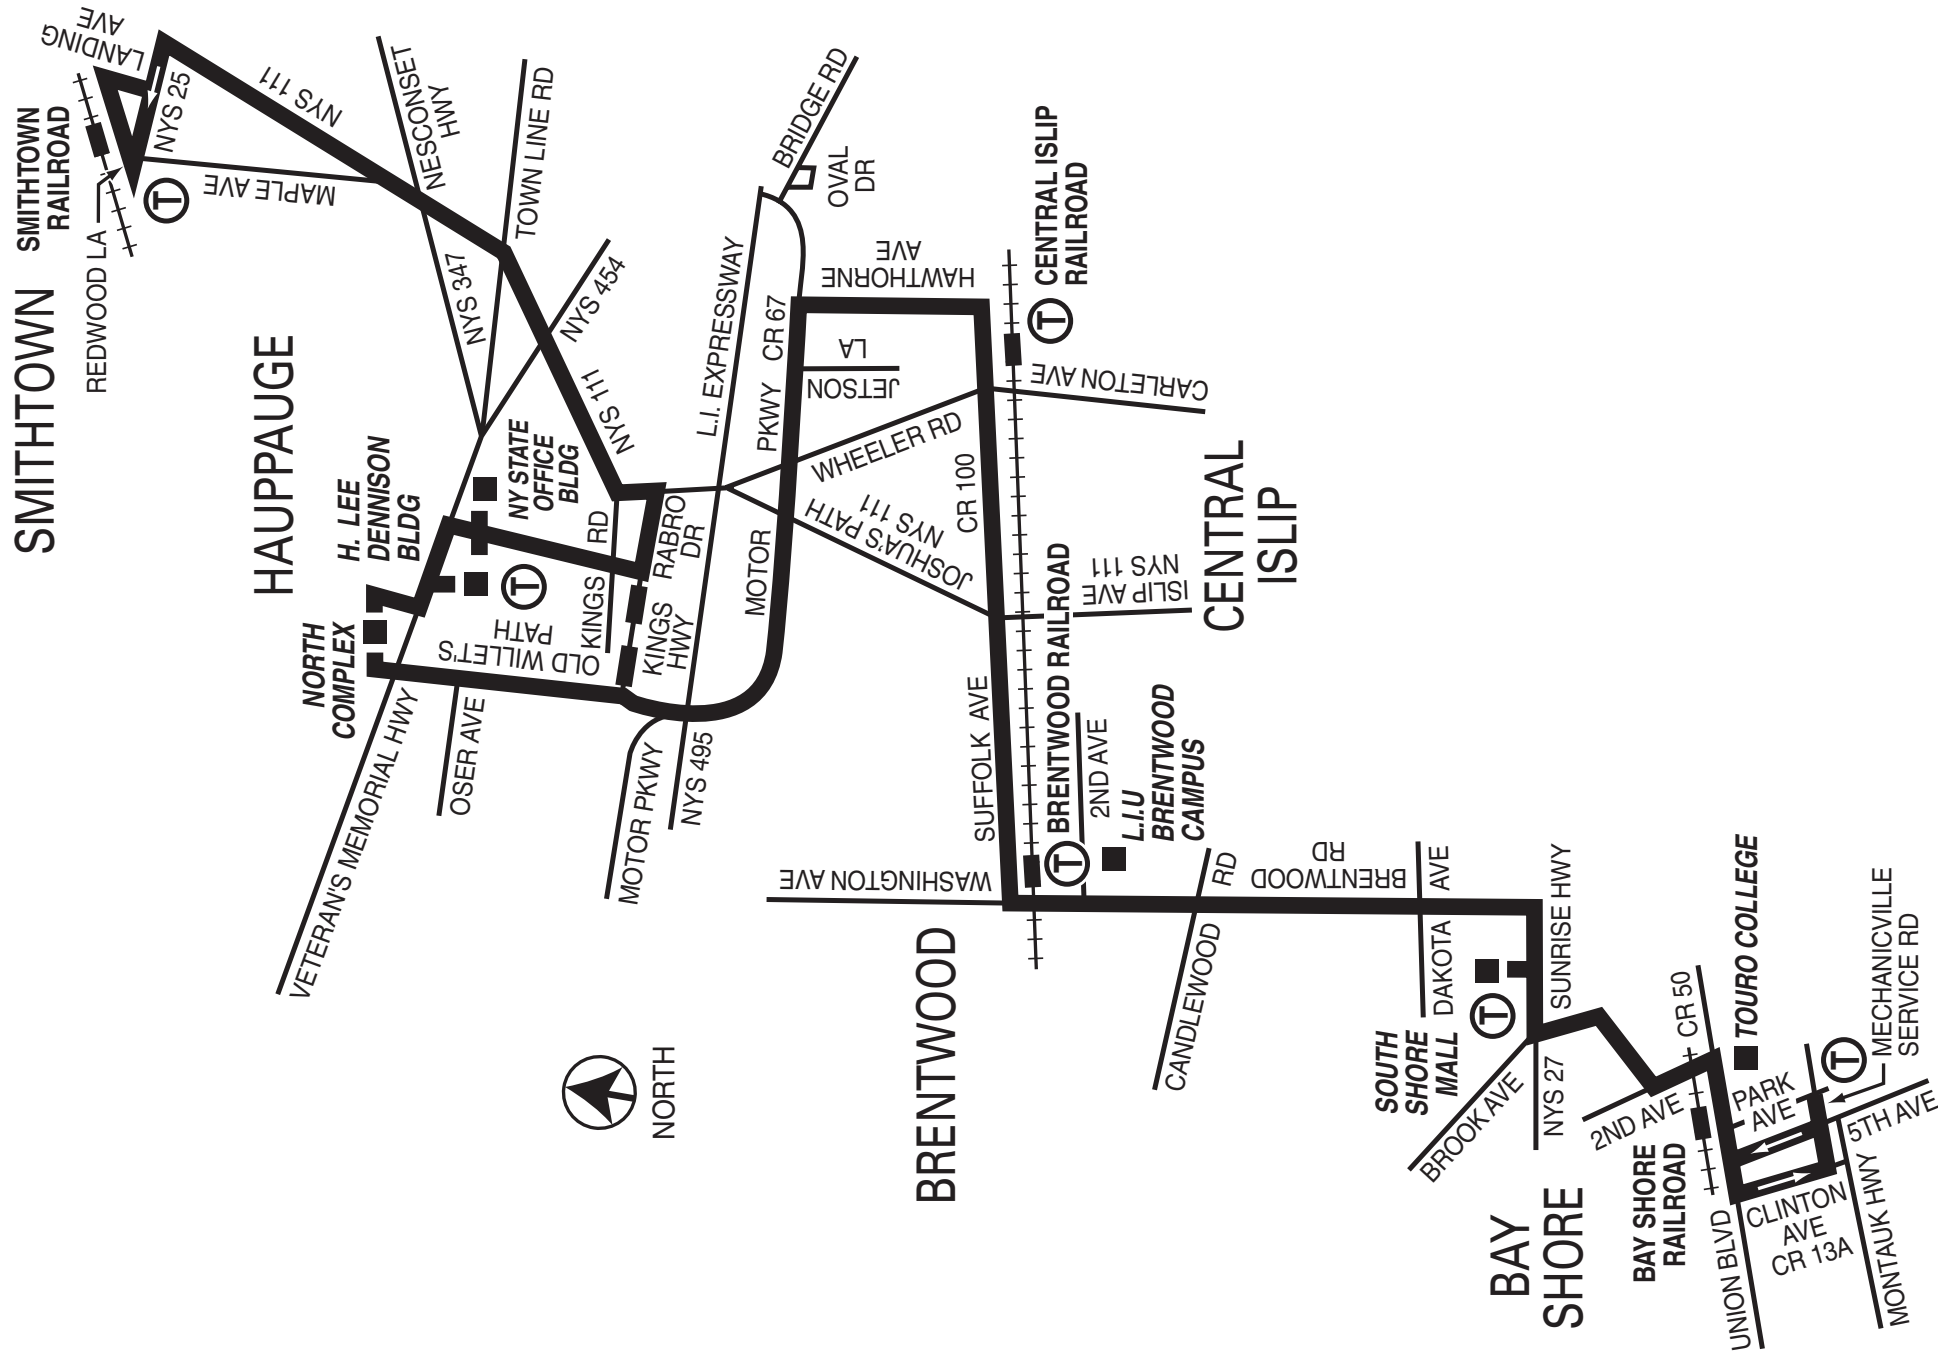 SMITHTOWN
SMITHTOWN
RAILROAD
REDWOOD LA
LANDING
AVE
NYS 25
NYS 111
MAPLE AVE
T
NESCONSET
HWY
TOWN LINE RD
NYS 347
NYS 454
HAUPPAUGE
H. LEE
DENNISON
BLDG
NY STATE
OFFICE
BLDG
NORTH
COMPLEX
T
OLD WILLET'S
PATH
KINGS RD
NYS 111
RABRO
DR
KINGS
HWY
VETERAN'S MEMORIAL HWY
OSER AVE
MOTOR PKWY
NYS 495
L.I. EXPRESSWAY
MOTOR PKWY CR 67
BRIDGE RD
OVAL
DR
HAWTHORNE
AVE
JETSON
LA
WHEELER RD
JOSHUA'S PATH
NYS 111
CR 100
SUFFOLK AVE
T
CENTRAL ISLIP
RAILROAD
CARLETON AVE
ISLIP AVE
NYS 111
CENTRAL
ISLIP
BRENTWOOD RAILROAD
T
2ND AVE
L.I.U
BRENTWOOD
CAMPUS
WASHINGTON AVE
BRENTWOOD
NORTH
CANDLEWOOD RD
BRENTWOOD
RD
DAKOTA AVE
SOUTH
SHORE
MALL
T
SUNRISE HWY
NYS 27
BROOK AVE
2ND AVE
CR 50
TOURO COLLEGE
BAY
SHORE
BAY SHORE
RAILROAD
PARK
AVE
T
MECHANICVILLE
SERVICE RD
5TH AVE
UNION BLVD
CLINTON
AVE
CR 13A
MONTAUK HWY